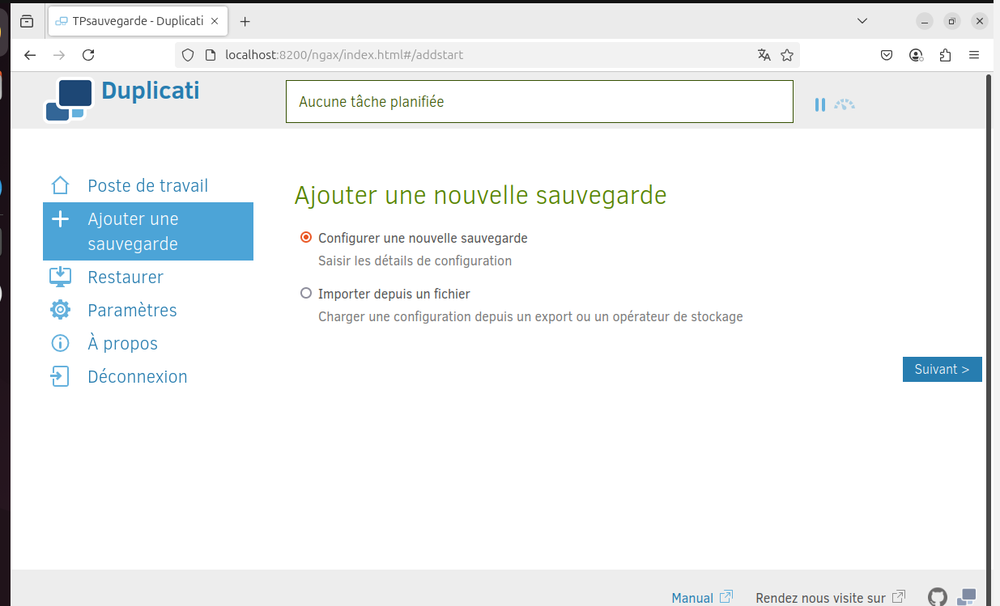 TPsauvegarde - Duplicati
localhost:8200/ngax/index.html#/addstart
Duplicati
Aucune tâche planifiée
Poste de travail
Ajouter une
sauvegarde
Restaurer
Paramètres
À propos
Déconnexion
Ajouter une nouvelle sauvegarde
Configurer une nouvelle sauvegarde
Saisir les détails de configuration
Importer depuis un fichier
Charger une configuration depuis un export ou un opérateur de stockage
Suivant >
Manual
Rendez nous visite sur